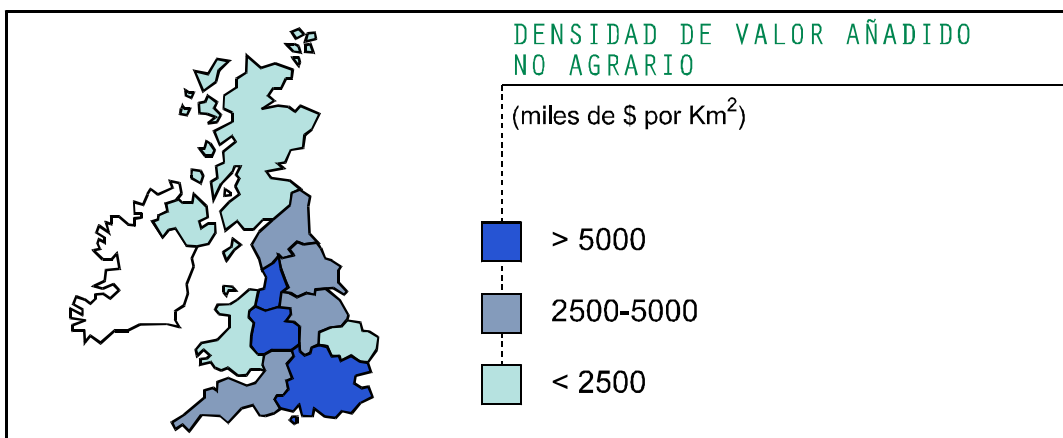 DENSIDAD DE VALOR AÑADIDO
NO AGRARIO
(miles de $ por Km²)
> 5000
2500-5000
< 2500